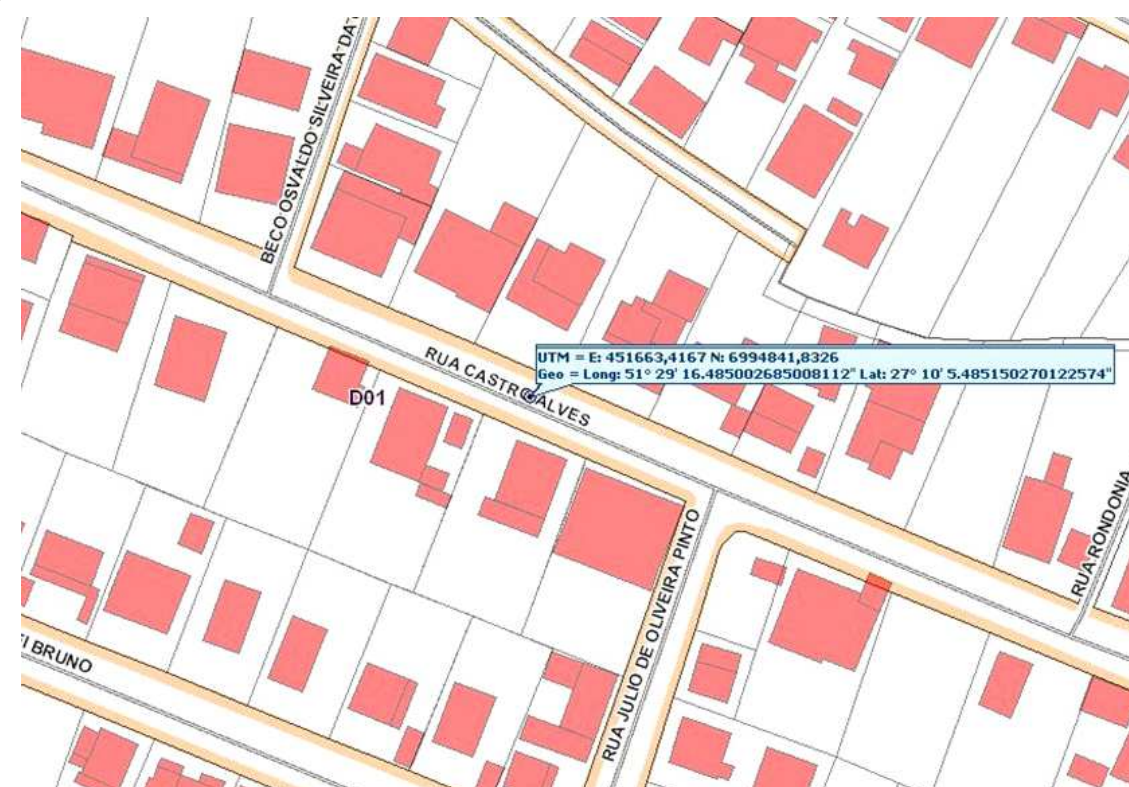 BECO OSVALDO SILVEIRA DA
RUA CASTRO ALVES
UTM = E: 451663,4167 N: 6994841,8326
Geo = Long: 51° 29' 16.485002685008112" Lat: 27° 10' 5.485150270122574"
D01
RUA RONDONIA
RUA JULIO DE OLIVEIRA PINTO
BRUNO